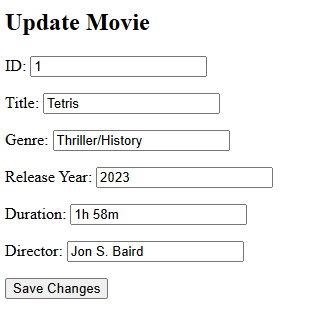 Update Movie
ID: 1
Title: Tetris
Genre: Thriller/History
Release Year: 2023
Duration: 1h 58m
Director: Jon S. Baird
Save Changes